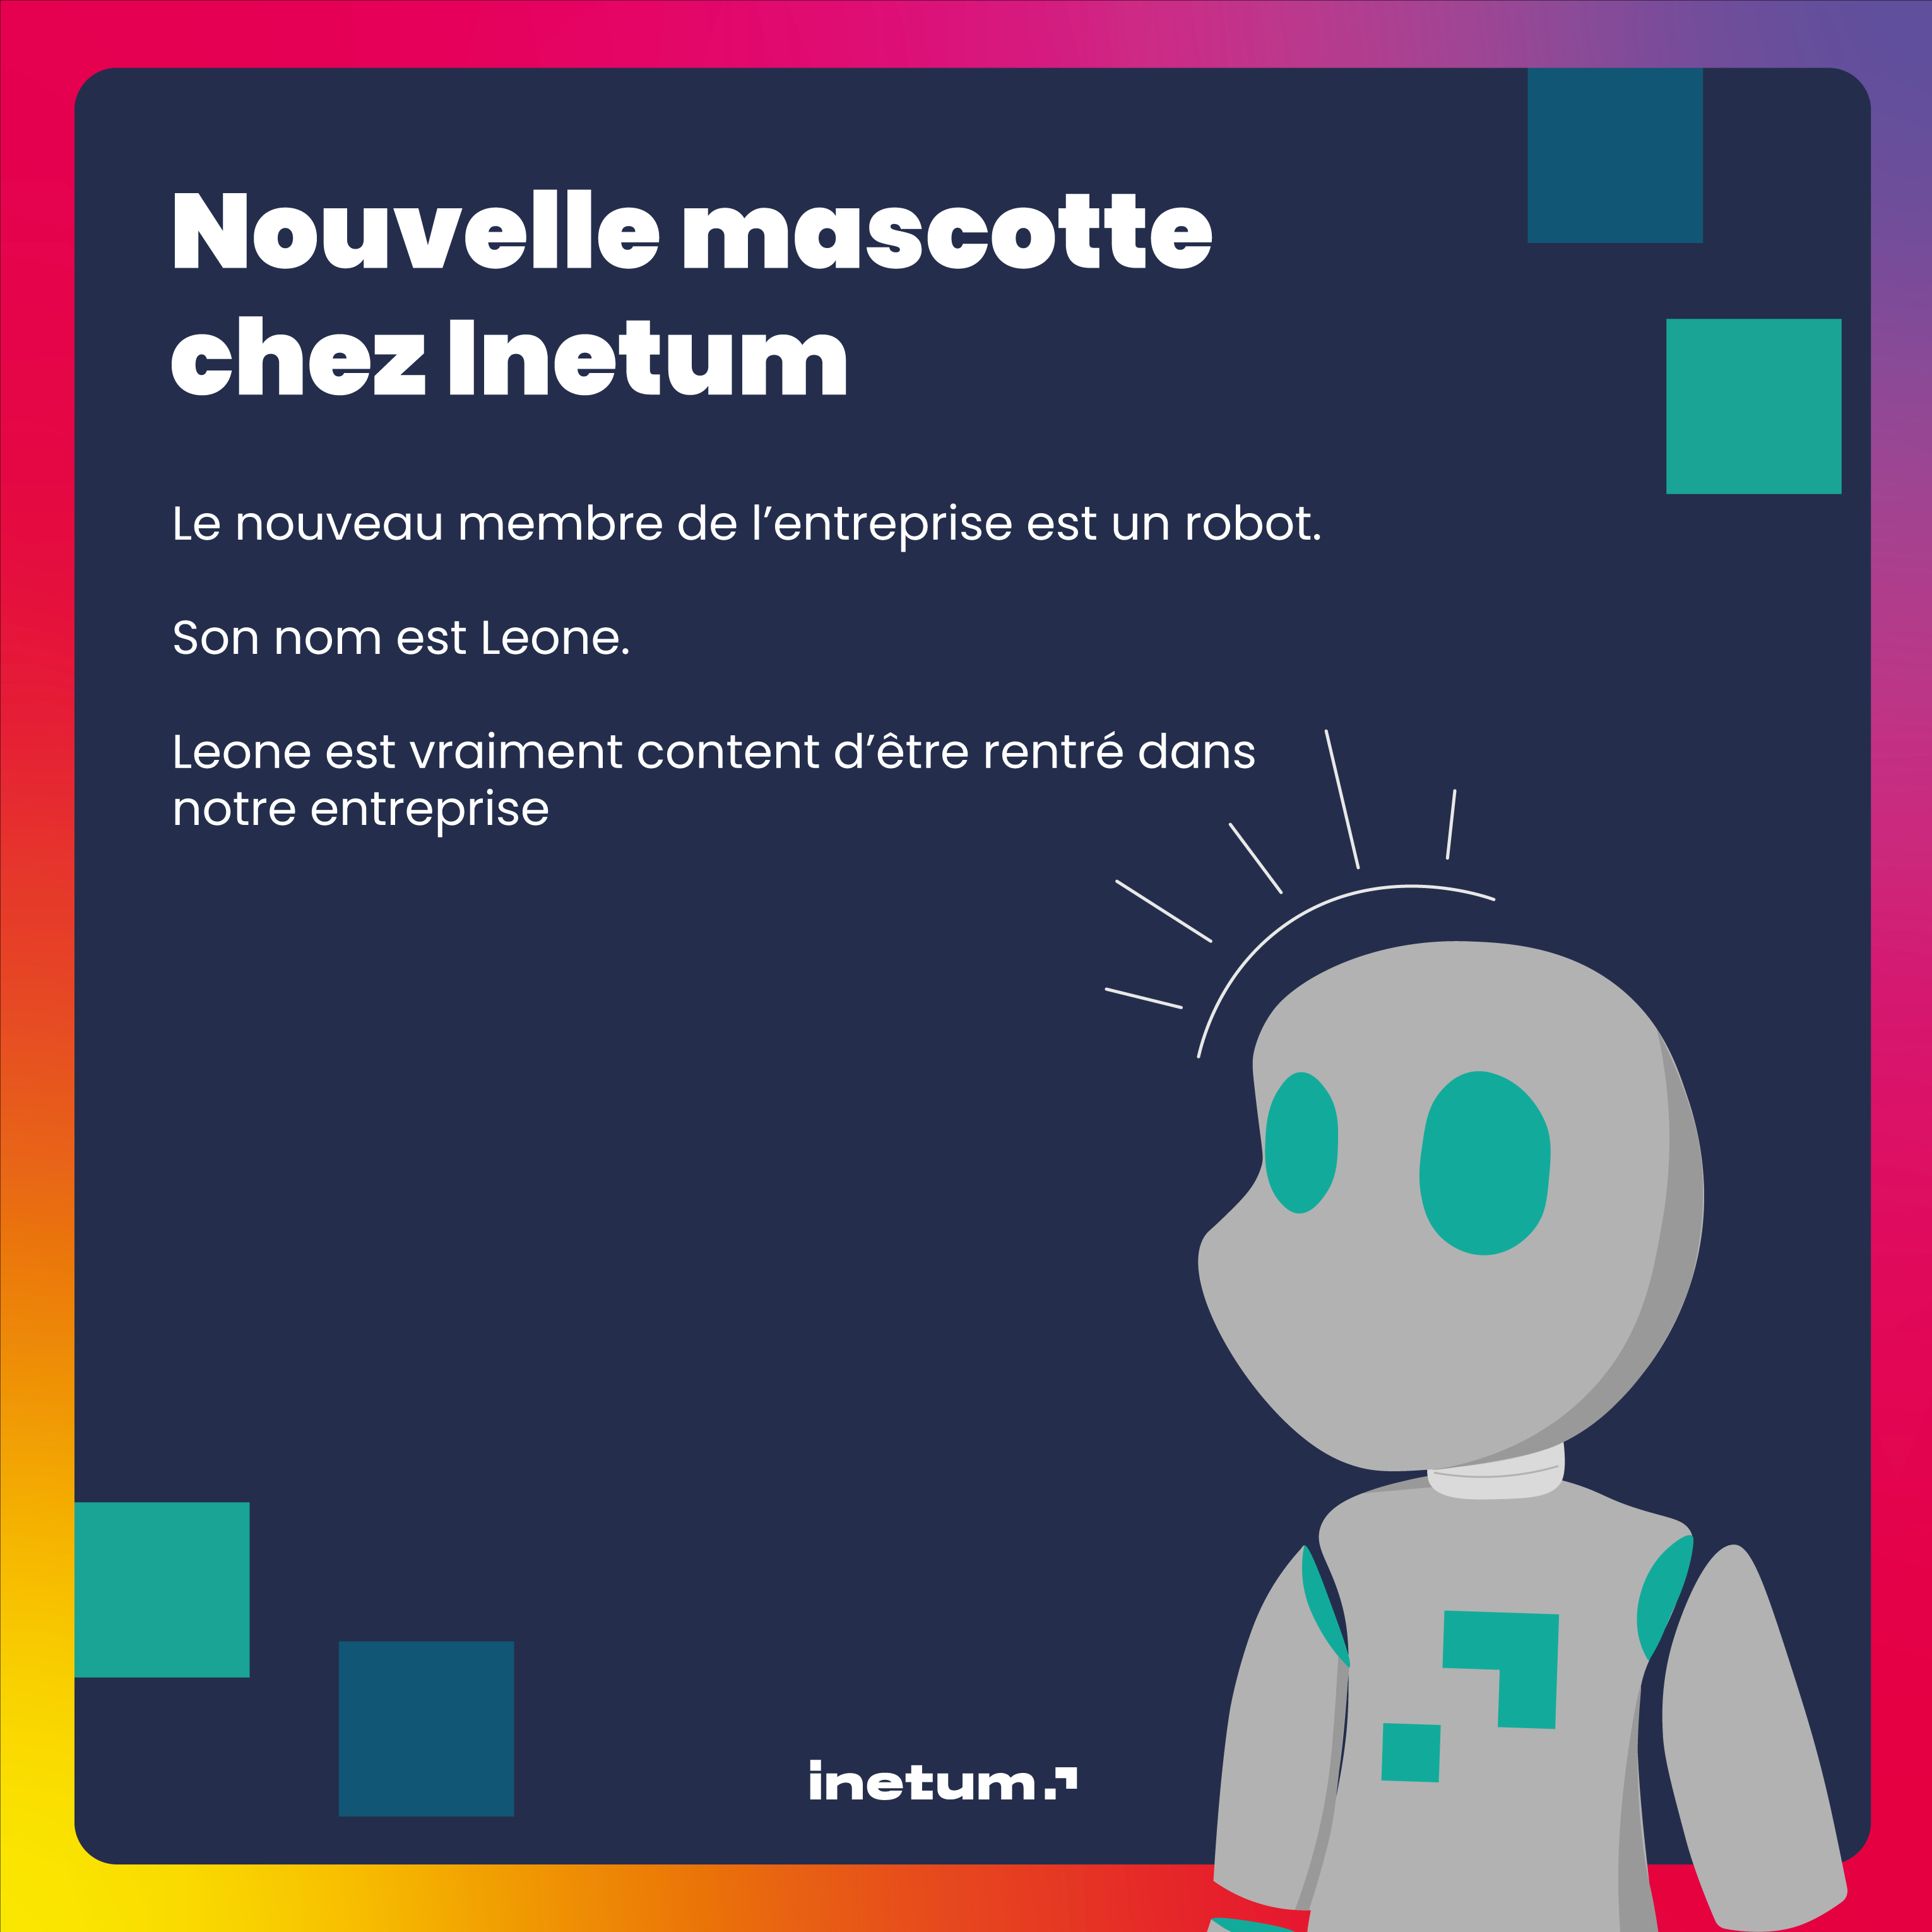 Nouvelle mascotte
chez Inetum
Le nouveau membre de l’entreprise est un robot.
Son nom est Leone.
Leone est vraiment content d’être rentré dans
notre entreprise
inetum.